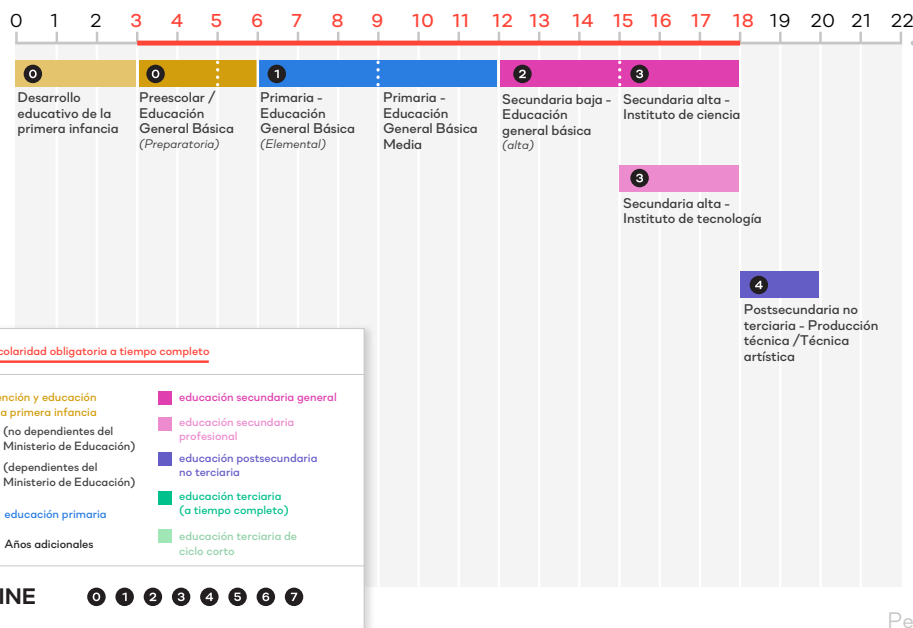 0 1 2 3 4 5 6 7 8 9 10 11 12 13 14 15 16 17 18 19 20 21 22
0 0 1 2 3
Desarrollo
educativo de la
primera infancia
Preescolar /
Educación
General Básica
(Preparatoria)
Primaria -
Educación
General Básica
(Elemental)
Primaria -
Educación
General Básica
Media
Secundaria baja -
Educación
general básica
(alta)
Secundaria alta -
Instituto de ciencia
3
Secundaria alta -
Instituto de tecnología
4
Postsecundaria no
terciaria - Producción
técnica /Técnica
artística
colaridad obligatoria a tiempo completo
nción y educación
a primera infancia
(no dependientes del
Ministerio de Educación)
(dependientes del
Ministerio de Educación)
educación primaria
Años adicionales
educación secundaria general
educación secundaria
profesional
educación postsecundaria
no terciaria
educación terciaria
(a tiempo completo)
educación terciaria de
ciclo corto
INE 0 1 2 3 4 5 6 7
Pe